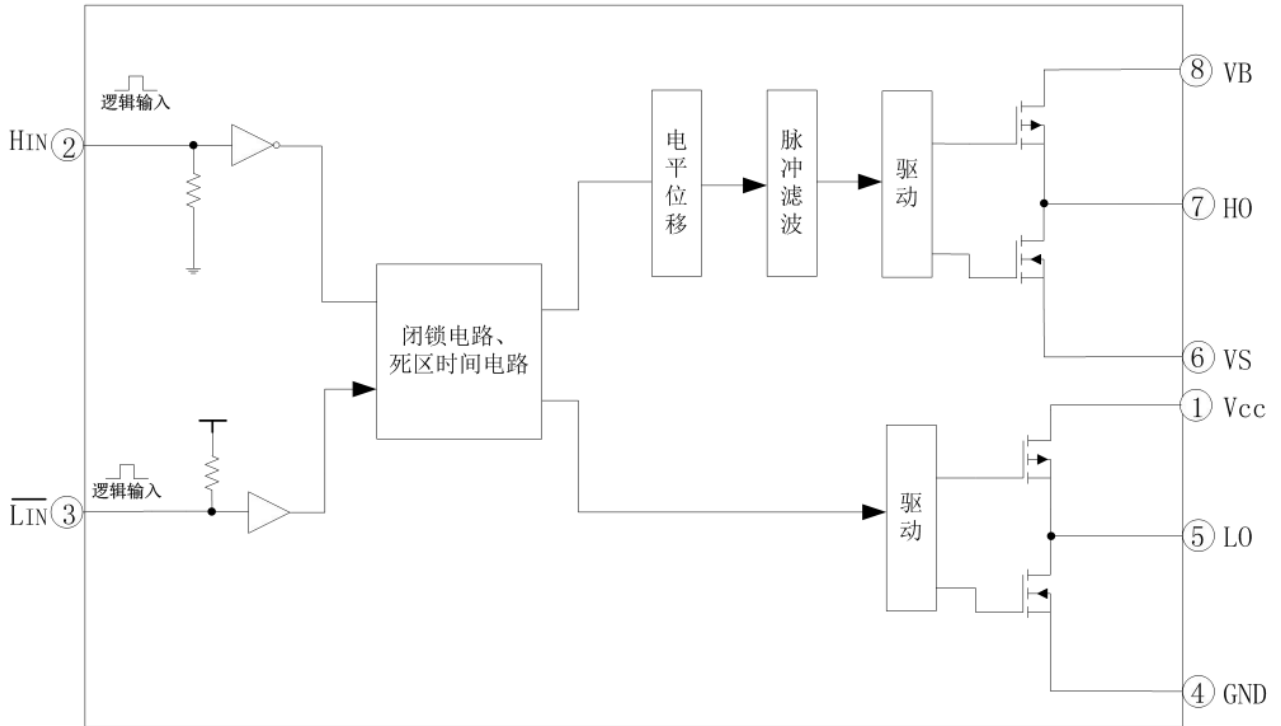 逻辑输入
HIN ②
闭锁电路、
死区时间电路
逻辑输入
L̅I̅N̅ ③
电平位移
脉冲滤波
驱动
⑧ VB
⑦ HO
⑥ VS
驱动
① Vcc
⑤ LO
④ GND